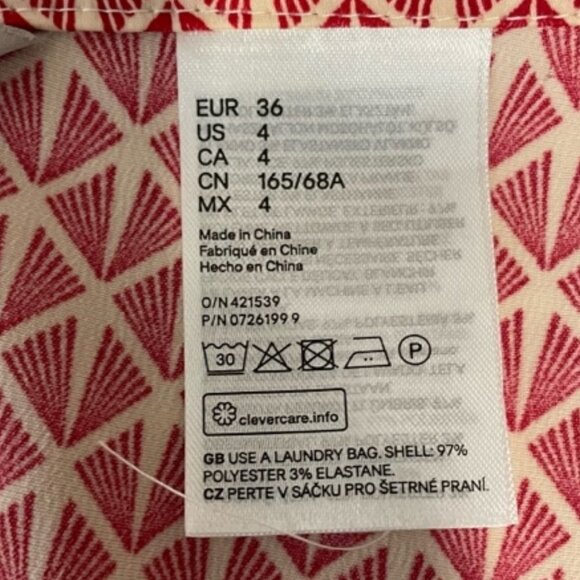 EUR 36
US 4
CA 4
CN 165/68A
MX 4
Made in China
Fabriqué en Chine
Hecho en China
O/N 421539
P/N 0726199 9
30
P
clevercare.info
GB USE A LAUNDRY BAG. SHELL: 97%
POLYESTER 3% ELASTANE.
CZ PERTE V SÁČKU PRO ŠETRNÉ PRANÍ.